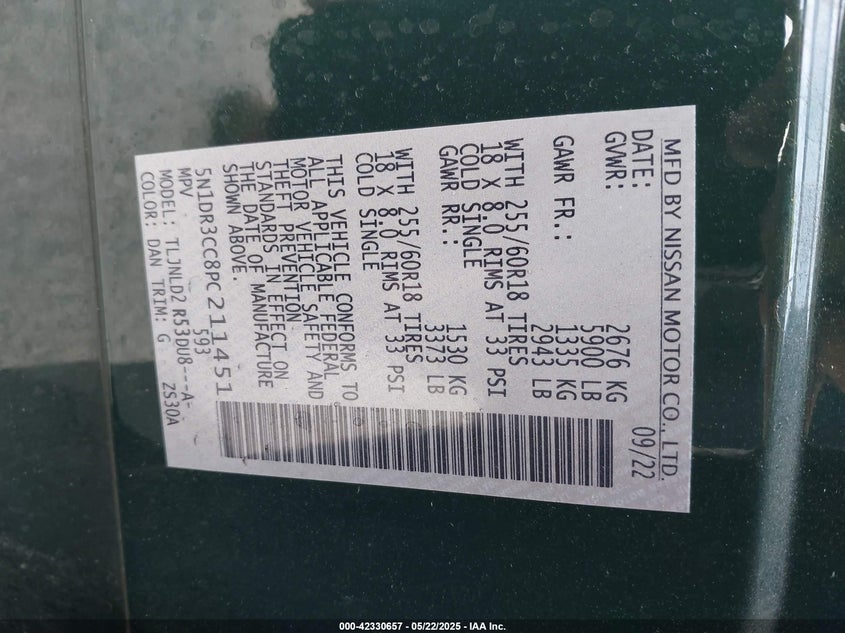 MFD BY NISSAN MOTOR CO., LTD.
DATE: 09/22
GVWR: 2676 KG
5900 LB
GAWR FR.: 1335 KG
2943 LB
WITH 255/60R18 TIRES
18 X 8.0 RIMS AT 33 PSI
COLD SINGLE
GAWR RR.: 1530 KG
3373 LB
WITH 255/60R18 TIRES
18 X 8.0 RIMS AT 33 PSI
COLD SINGLE
THIS VEHICLE CONFORMS TO
ALL APPLICABLE FEDERAL
MOTOR VEHICLE SAFETY AND
THEFT PREVENTION
STANDARDS IN EFFECT ON
THE DATE OF MANUFACTURE
SHOWN ABOVE.
5N1DR3CC8PC211451
MPV 593
MODEL: TLJNLD2 R53DU8---A-
COLOR: DAN TRIM: G ZS30A
000-42330657 - 05/22/2025 - IAA Inc.